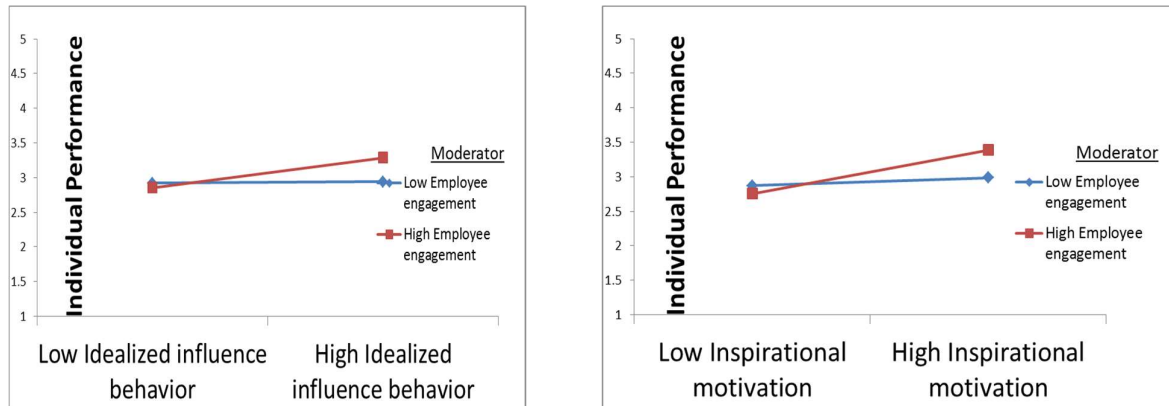 5
4.5
4
3.5
3
2.5
2
1.5
1
Individual Performance
Moderator
Low Employee
engagement
High Employee
engagement
Low Idealized influence
behavior
High Idealized
influence behavior
5
4.5
4
3.5
3
2.5
2
1.5
1
Individual Performance
Moderator
Low Employee
engagement
High Employee
engagement
Low Inspirational
motivation
High Inspirational
motivation